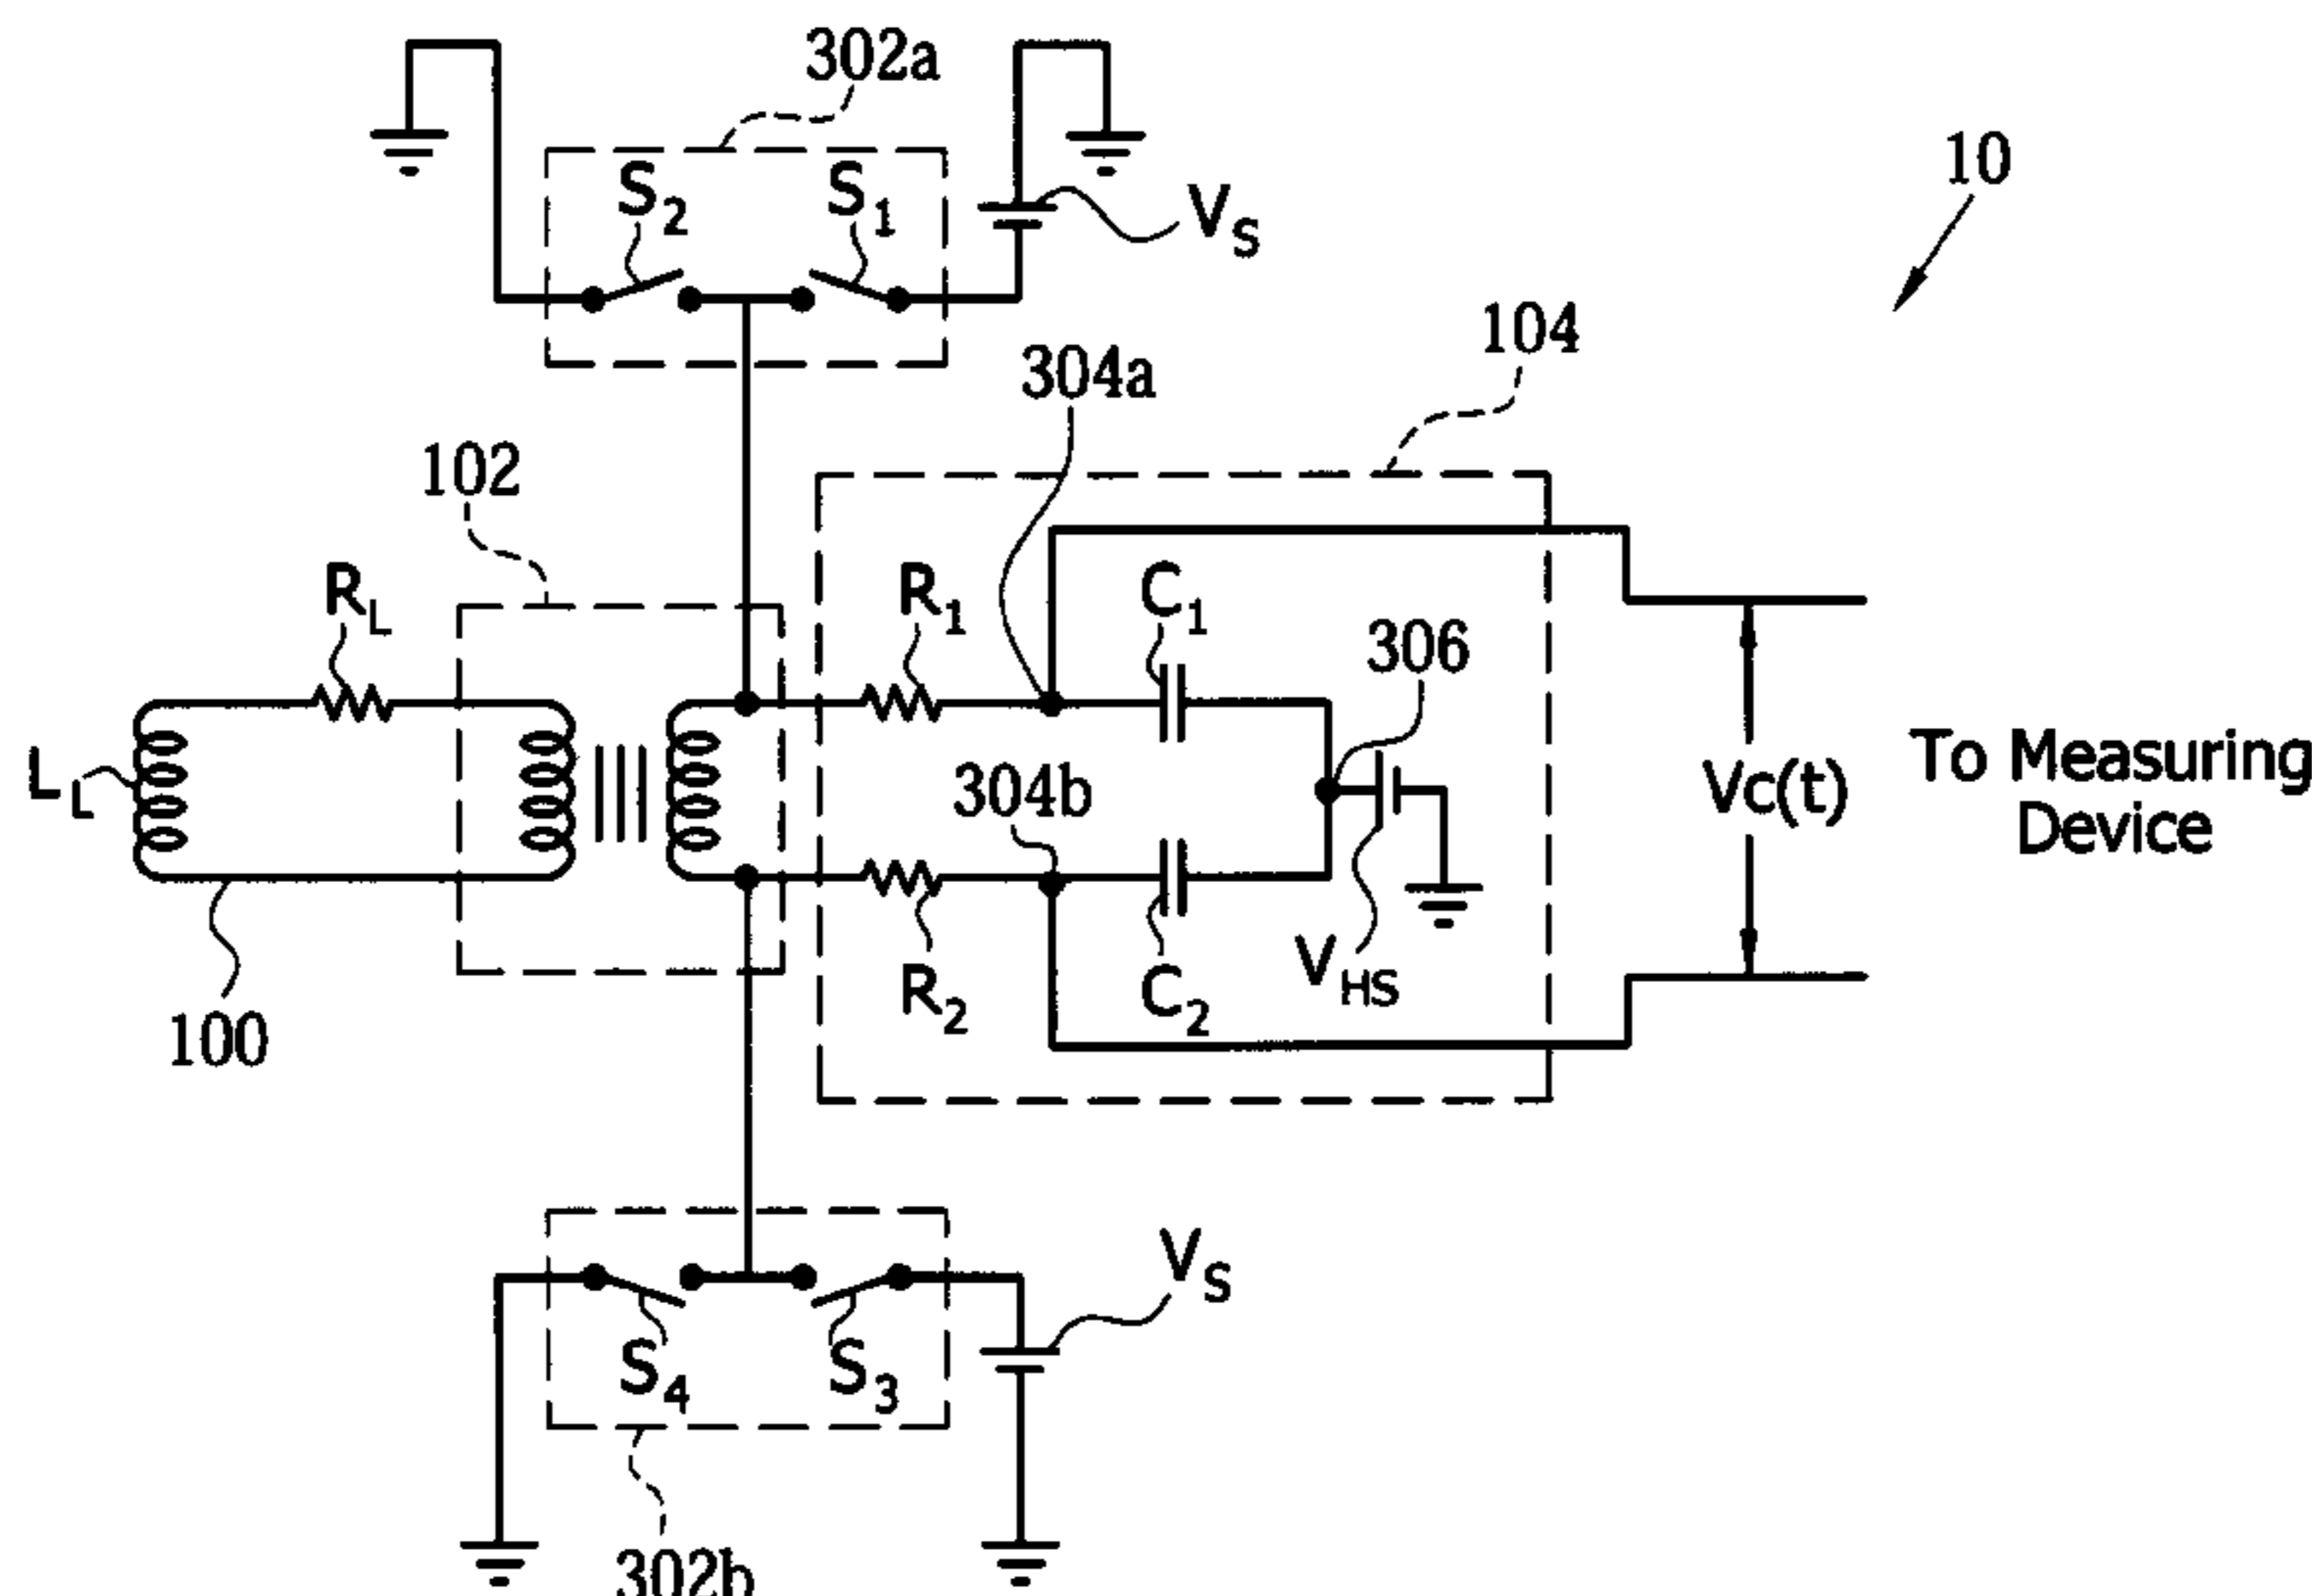 302a
10
S2
S1
VS
104
304a
102
RL
R1
C1
306
LL
304b
Vc(t)
To Measuring
Device
VHS
R2
C2
100
VS
S4
S3
302b